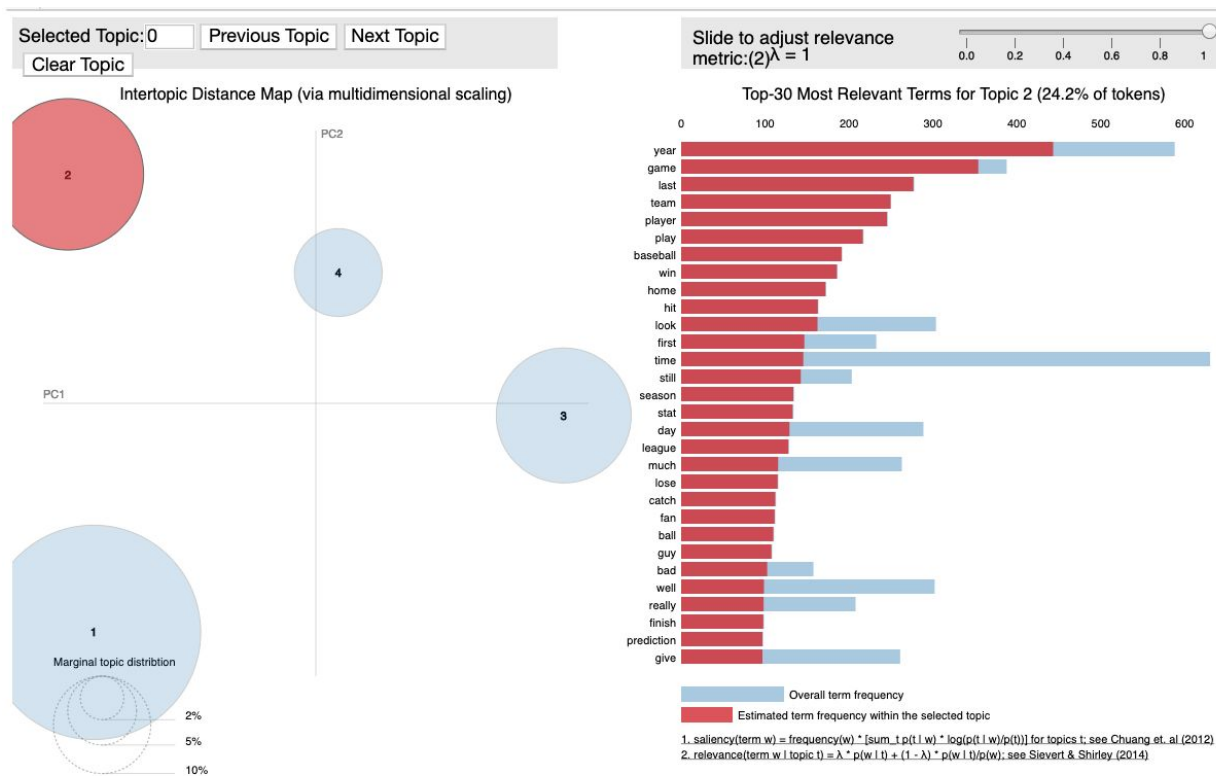 Selected Topic: 0 Previous Topic Next Topic
Clear Topic
Slide to adjust relevance
metric:(2) λ = 1
0.0 0.2 0.4 0.6 0.8 1
Intertopic Distance Map (via multidimensional scaling)
PC2
PC1
2
4
3
1
Marginal topic distribtion
2%
5%
10%
Top-30 Most Relevant Terms for Topic 2 (24.2% of tokens)
0 100 200 300 400 500 600
year
game
last
team
player
play
baseball
win
home
hit
look
first
time
still
season
stat
day
league
much
lose
catch
fan
ball
guy
bad
well
really
finish
prediction
give
Overall term frequency
Estimated term frequency within the selected topic
1. saliency(term w) = frequency(w) * [sum_t p(t | w) * log(p(t | w)/p(t))] for topics t; see Chuang et. al (2012)
2. relevance(term w | topic t) = λ * p(w | t) + (1 - λ) * p(w | t)/p(w); see Sievert & Shirley (2014)